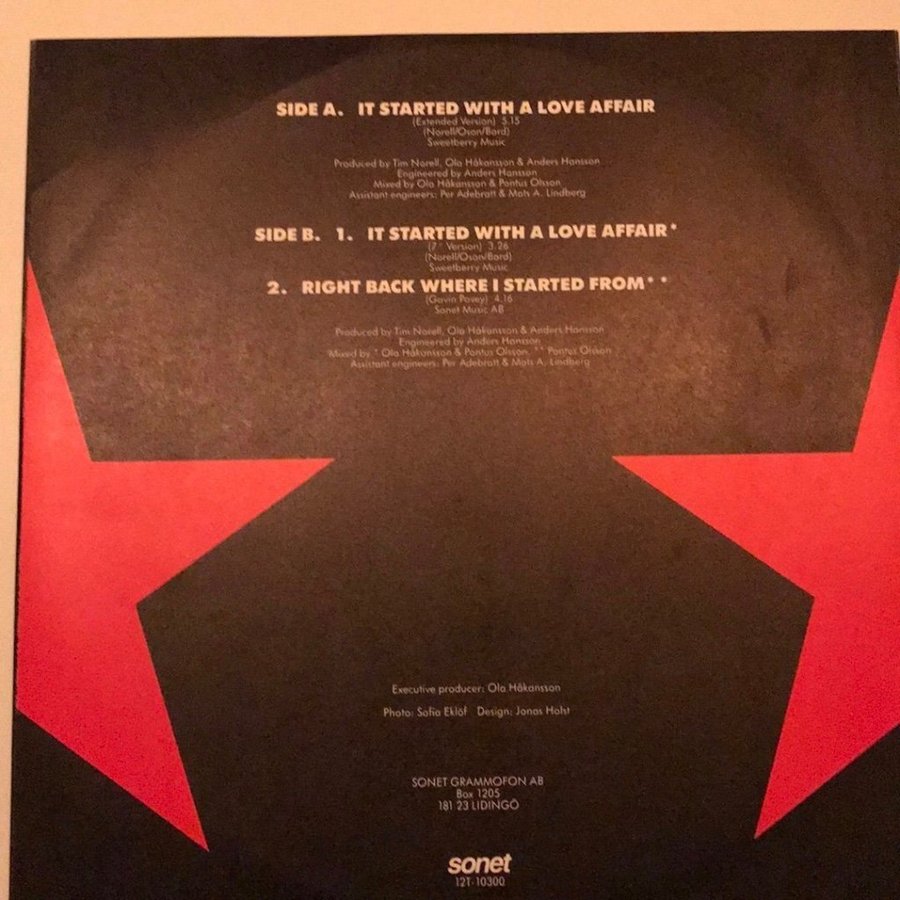 SIDE A. IT STARTED WITH A LOVE AFFAIR
(Extended Version) 5.15
(Norell/Oson/Bard)
Sweetberry Music
Produced by Tim Norell, Ola Håkansson & Anders Hansson
Engineered by Anders Hansson
Mixed by Ola Håkansson & Pontus Olsson
Assistant engineers: Per Adebratt & Mats A. Lindberg
SIDE B. 1. IT STARTED WITH A LOVE AFFAIR*
(7" Version) 3.26
(Norell/Oson/Bard)
Sweetberry Music
2. RIGHT BACK WHERE I STARTED FROM**
(Gavin Povey) 4.16
Sonet Music AB
Produced by Tim Norell, Ola Håkansson & Anders Hansson
Engineered by Anders Hansson
Mixed by * Ola Håkansson & Pontus Olsson, ** Pontus Olsson
Assistant engineers: Per Adebratt & Mats A. Lindberg
Executive producer: Ola Håkansson
Photo: Sofia Eklöf Design: Jonas Holst
SONET GRAMMOFON AB
Box 1205
181 23 LIDINGÖ
sonet
12T-10300